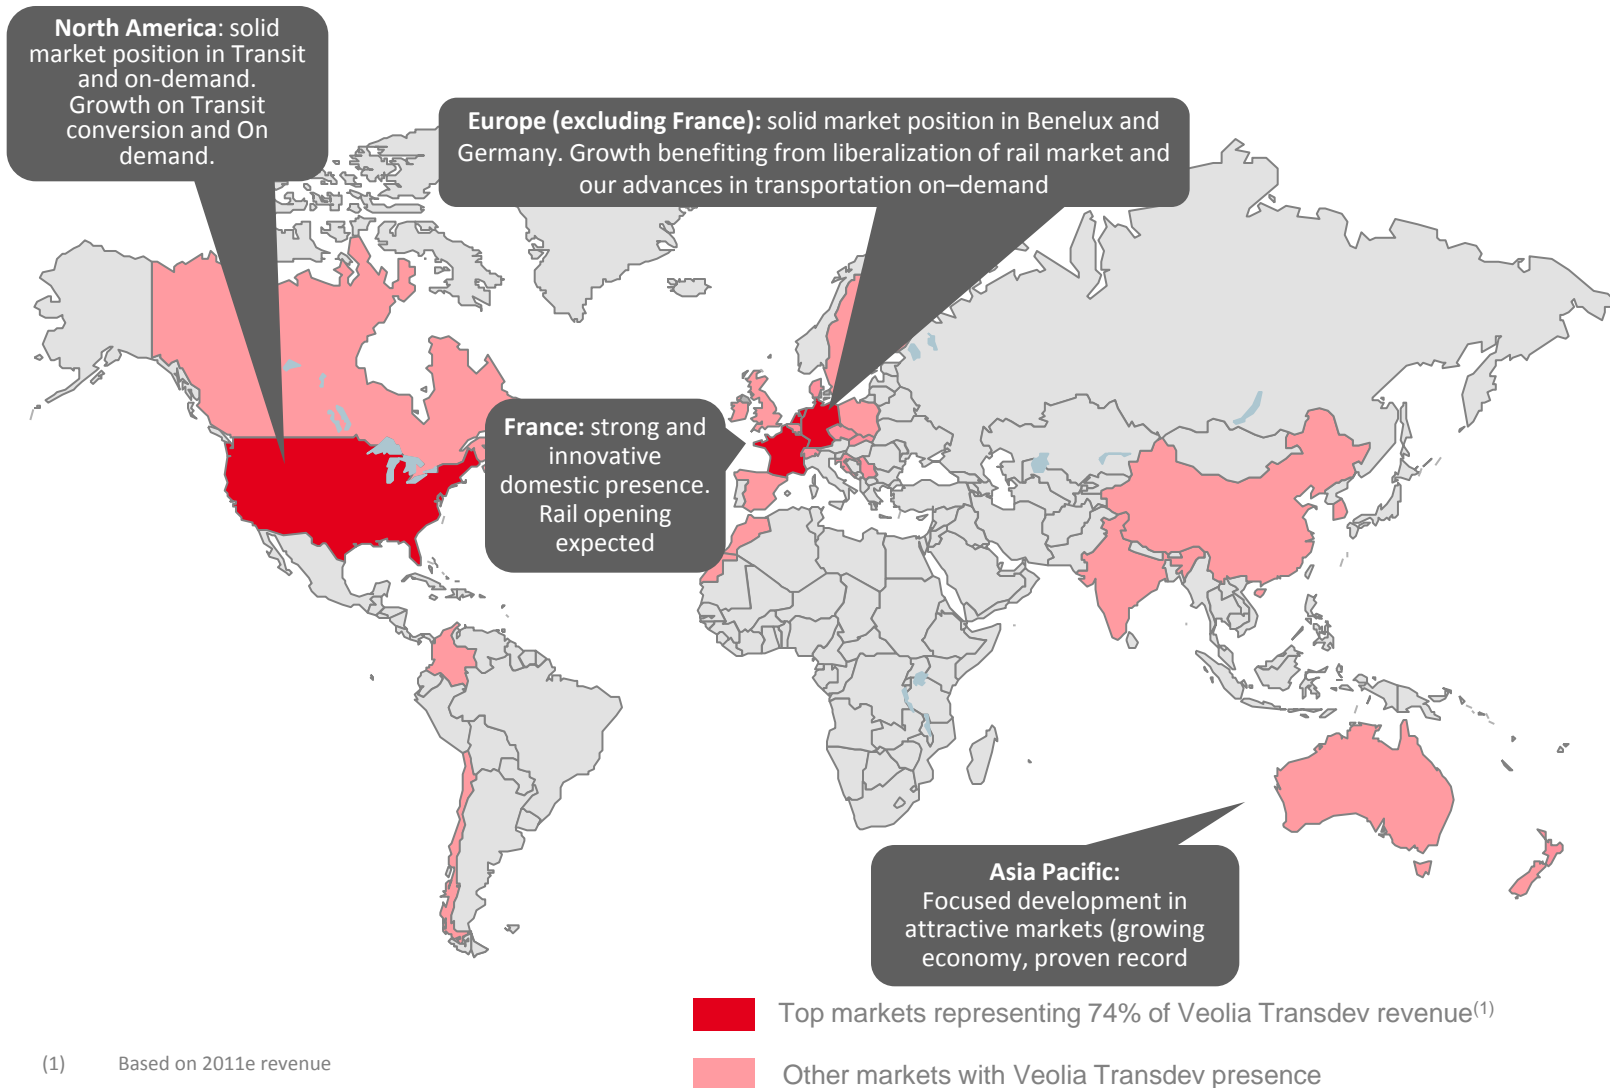 North America: solid
market position in Transit
and on-demand.
Growth on Transit
conversion and On
demand.
Europe (excluding France): solid market position in Benelux and
Germany. Growth benefiting from liberalization of rail market and
our advances in transportation on–demand
France: strong and
innovative
domestic presence.
Rail opening
expected
Asia Pacific:
Focused development in
attractive markets (growing
economy, proven record
Top markets representing 74% of Veolia Transdev revenue(1)
Other markets with Veolia Transdev presence
(1) Based on 2011e revenue